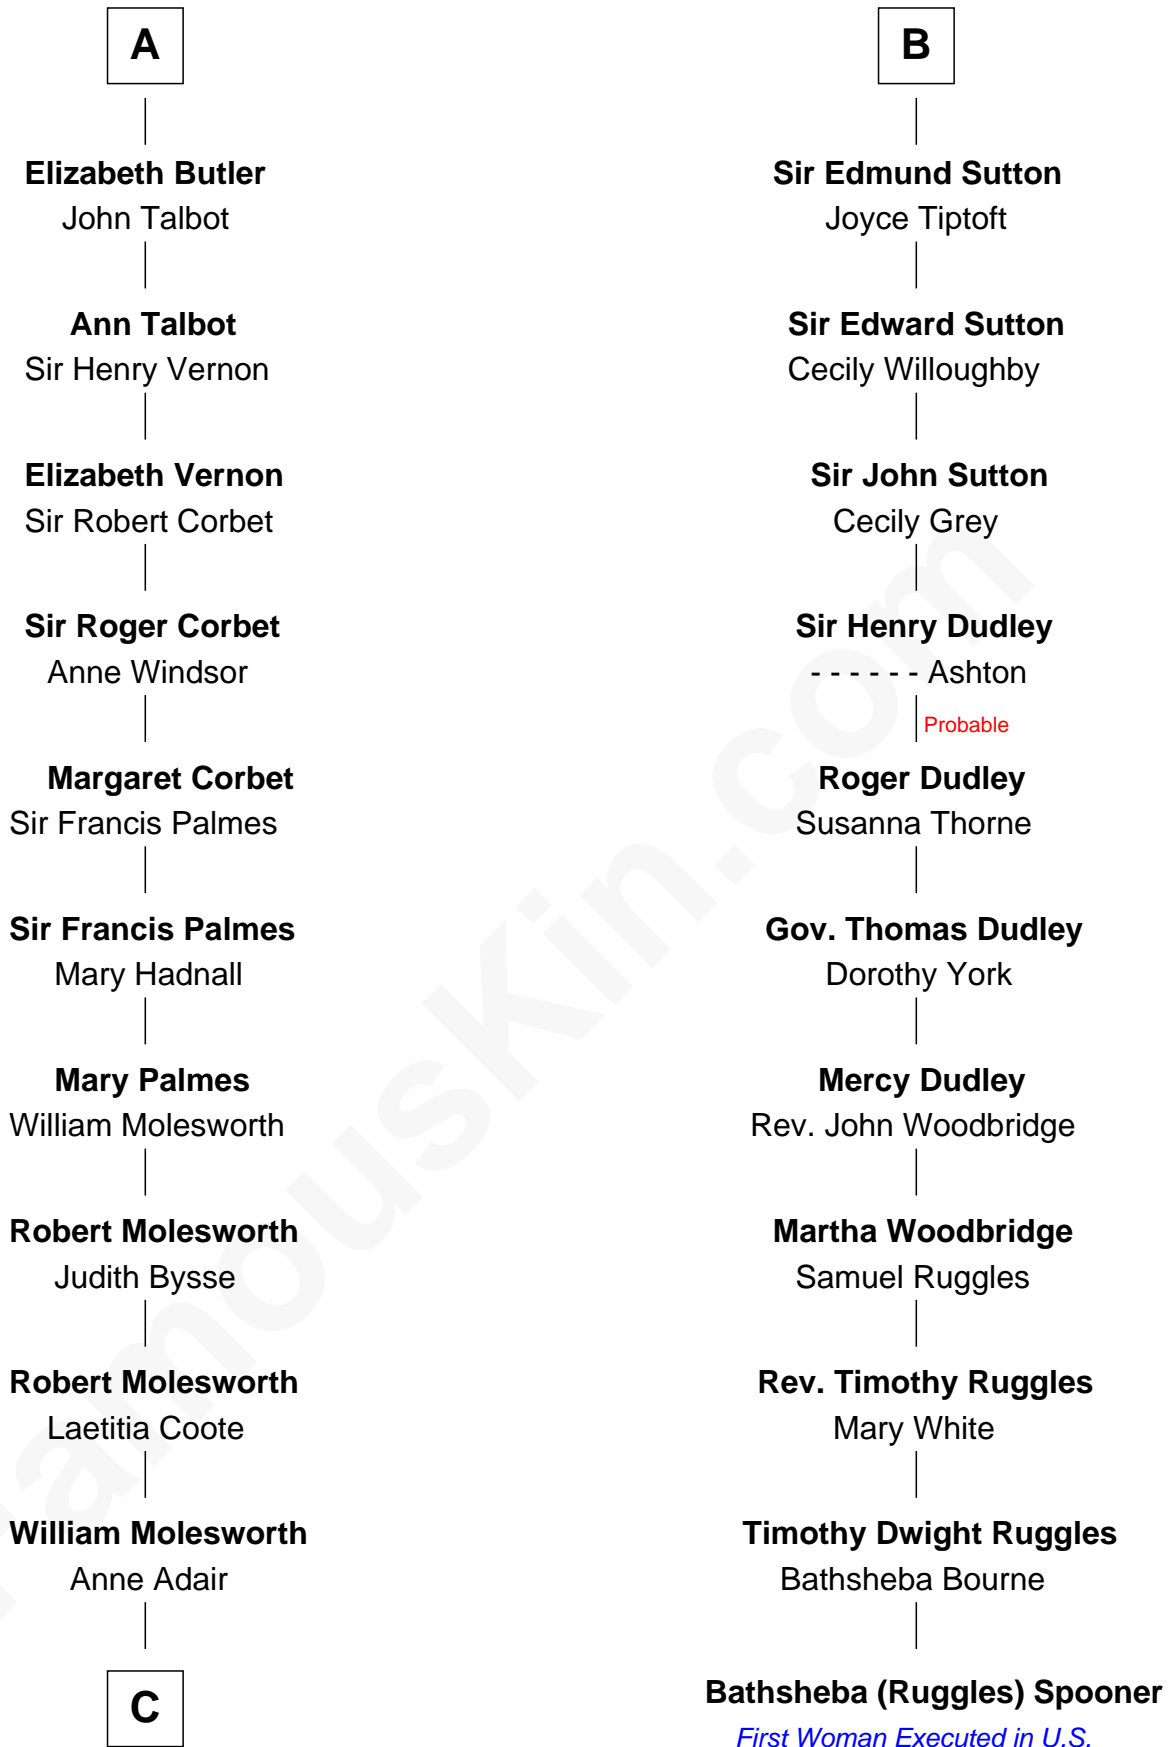 A
Elizabeth Butler
John Talbot
Ann Talbot
Sir Henry Vernon
Elizabeth Vernon
Sir Robert Corbet
Sir Roger Corbet
Anne Windsor
Margaret Corbet
Sir Francis Palmes
Sir Francis Palmes
Mary Hadnall
Mary Palmes
William Molesworth
Robert Molesworth
Judith Bysse
Robert Molesworth
Laetitia Coote
William Molesworth
Anne Adair
C
B
Sir Edmund Sutton
Joyce Tiptoft
Sir Edward Sutton
Cecily Willoughby
Sir John Sutton
Cecily Grey
Sir Henry Dudley
- - - - - - Ashton
Probable
Roger Dudley
Susanna Thorne
Gov. Thomas Dudley
Dorothy York
Mercy Dudley
Rev. John Woodbridge
Martha Woodbridge
Samuel Ruggles
Rev. Timothy Ruggles
Mary White
Timothy Dwight Ruggles
Bathsheba Bourne
Bathsheba (Ruggles) Spooner
First Woman Executed in U.S.
FamousKin.com